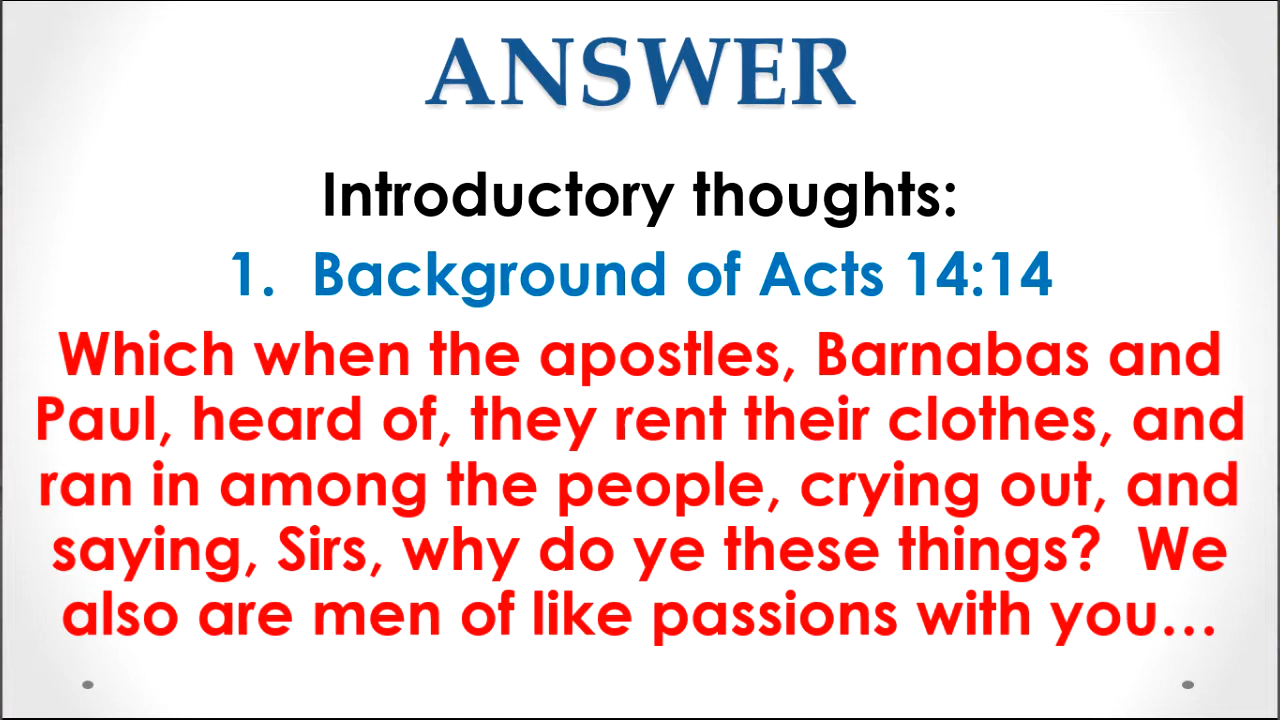 ANSWER
Introductory thoughts:
1. Background of Acts 14:14
Which when the apostles, Barnabas and
Paul, heard of, they rent their clothes, and
ran in among the people, crying out, and
saying, Sirs, why do ye these things?  We
also are men of like passions with you…